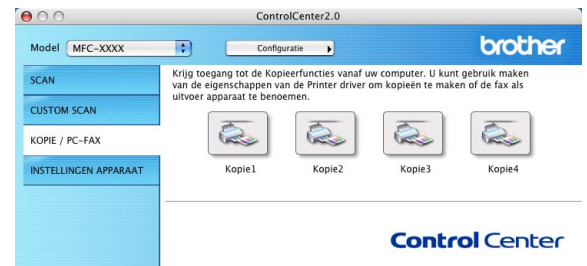 ControlCenter2.0
Model MFC-XXXX Configuratie brother
SCAN
CUSTOM SCAN
KOPIE / PC-FAX
INSTELLINGEN APPARAAT
Krijg toegang tot de Kopieerfuncties vanaf uw computer. U kunt gebruik maken
van de eigenschappen van de Printer driver om kopieën te maken of de fax als
uitvoer apparaat te benoemen.
Kopie1 Kopie2 Kopie3 Kopie4
Control Center